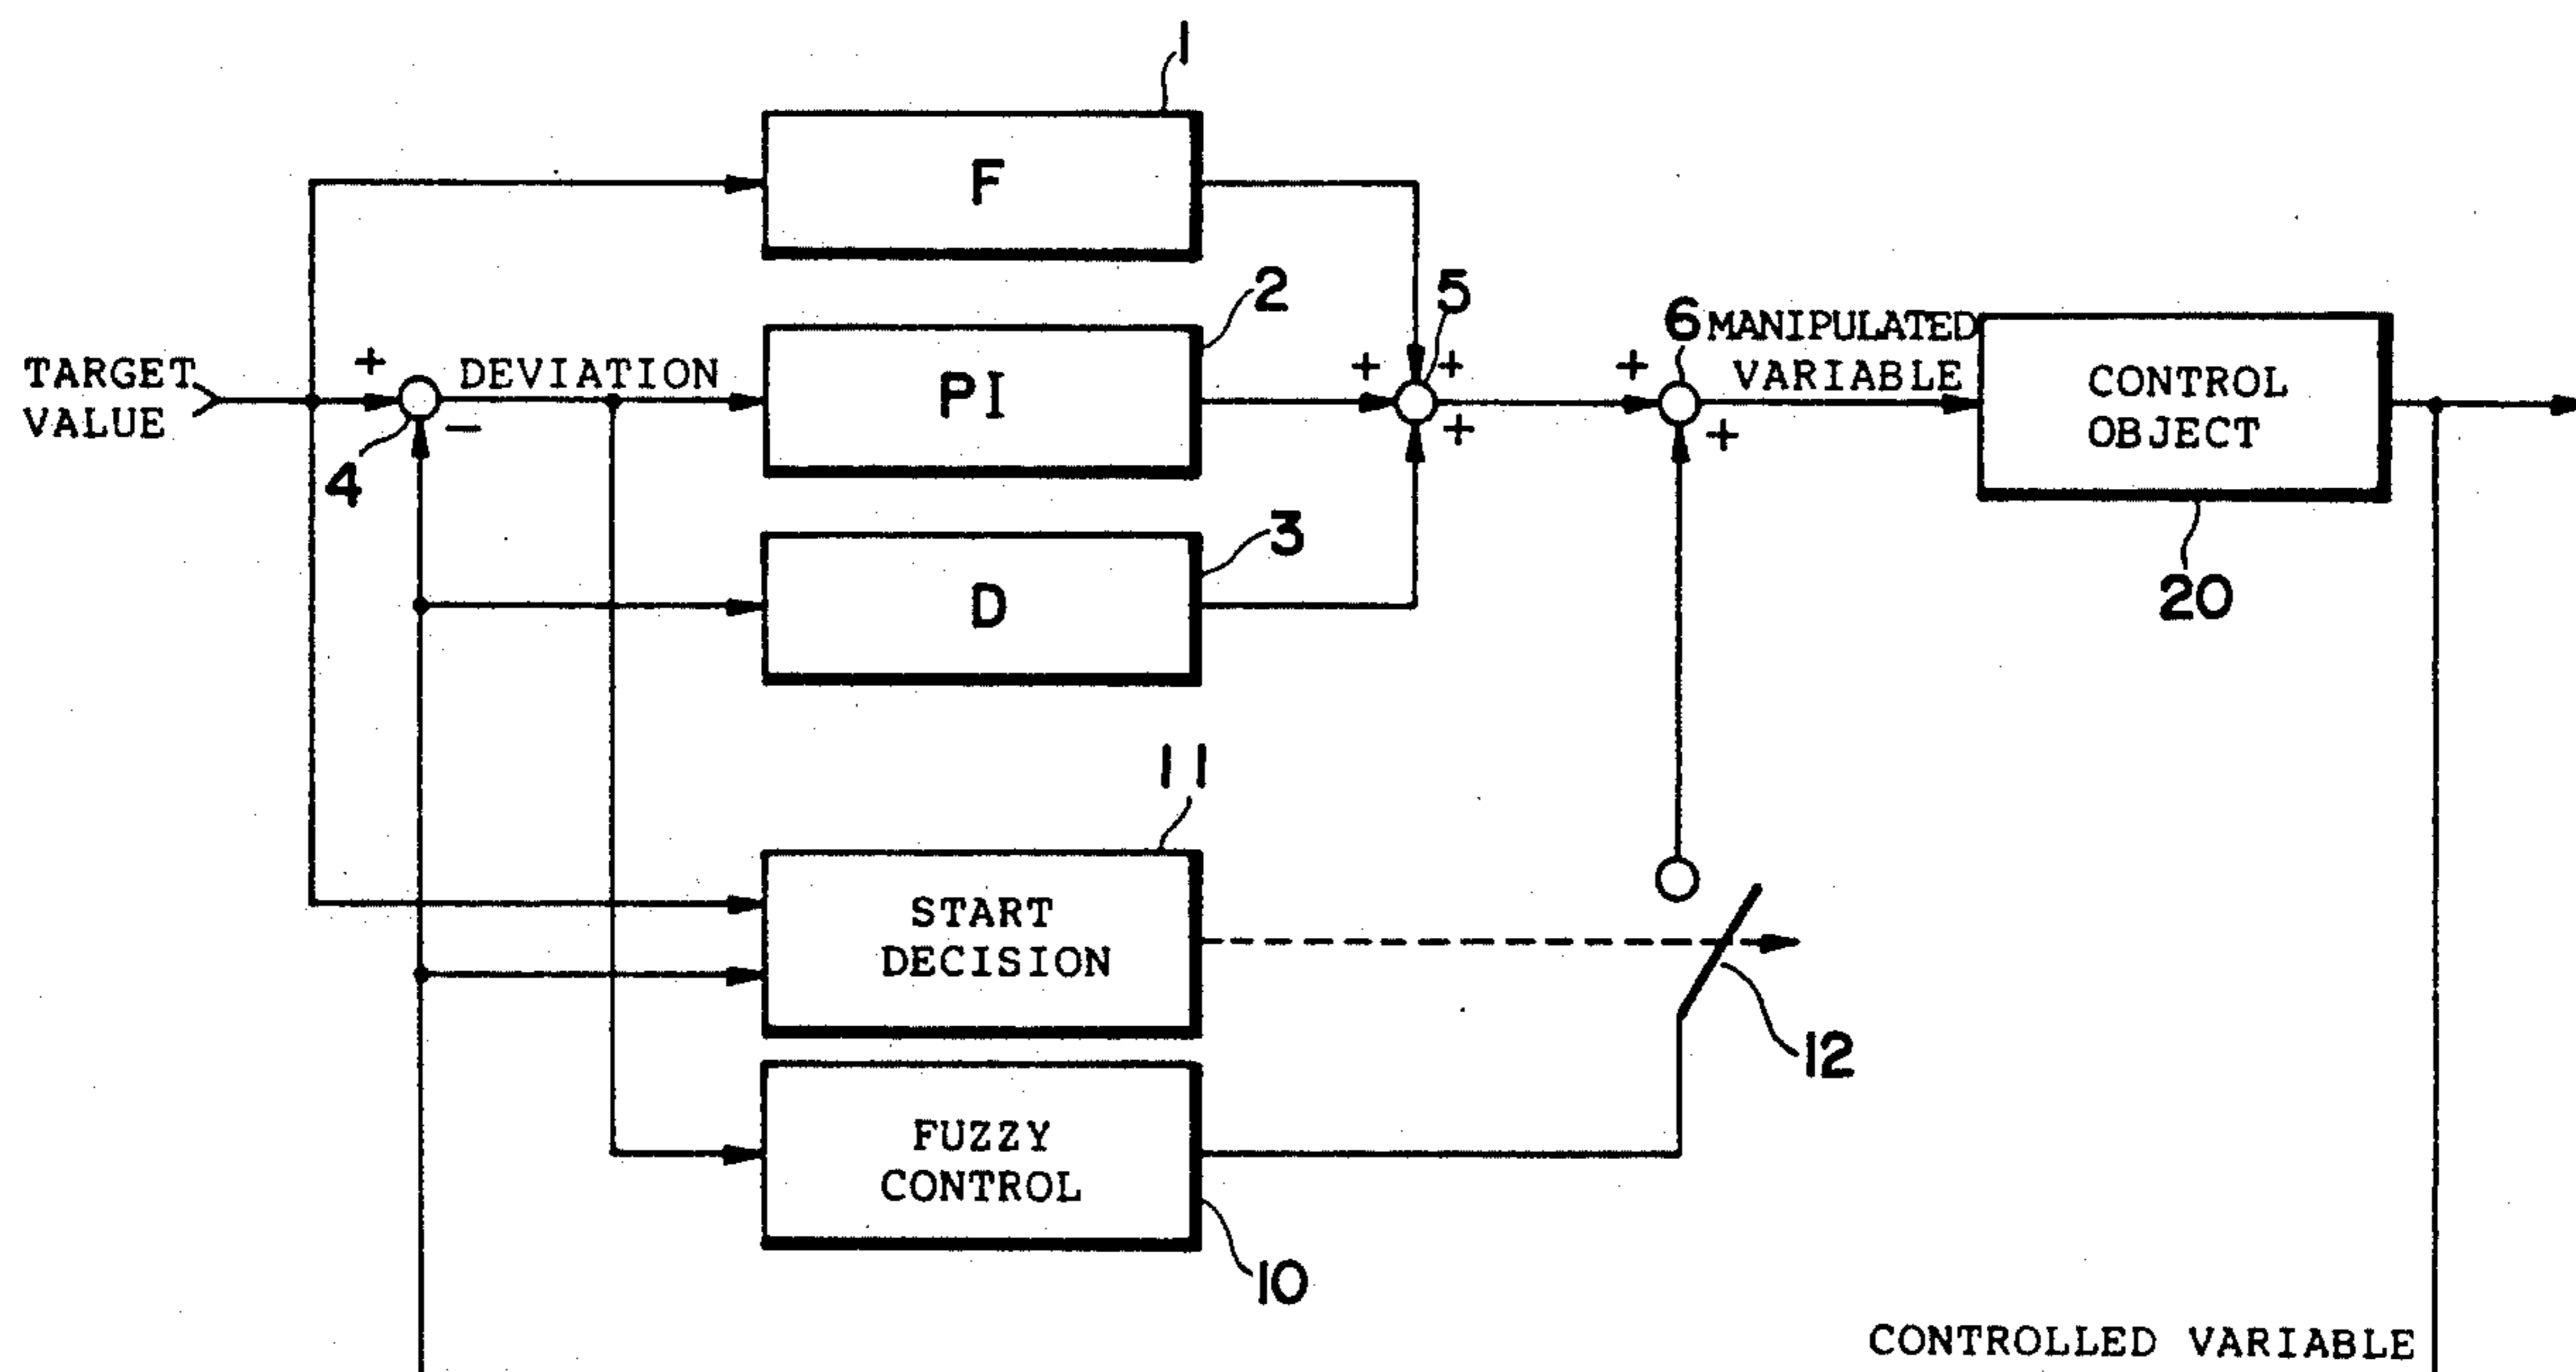 1
F
2
5
6 MANIPULATED
VARIABLE
TARGET
VALUE
+
DEVIATION
PI
+
+
+
CONTROL
OBJECT
4
−
+
+
3
D
20
11
START
DECISION
12
FUZZY
CONTROL
10
CONTROLLED VARIABLE